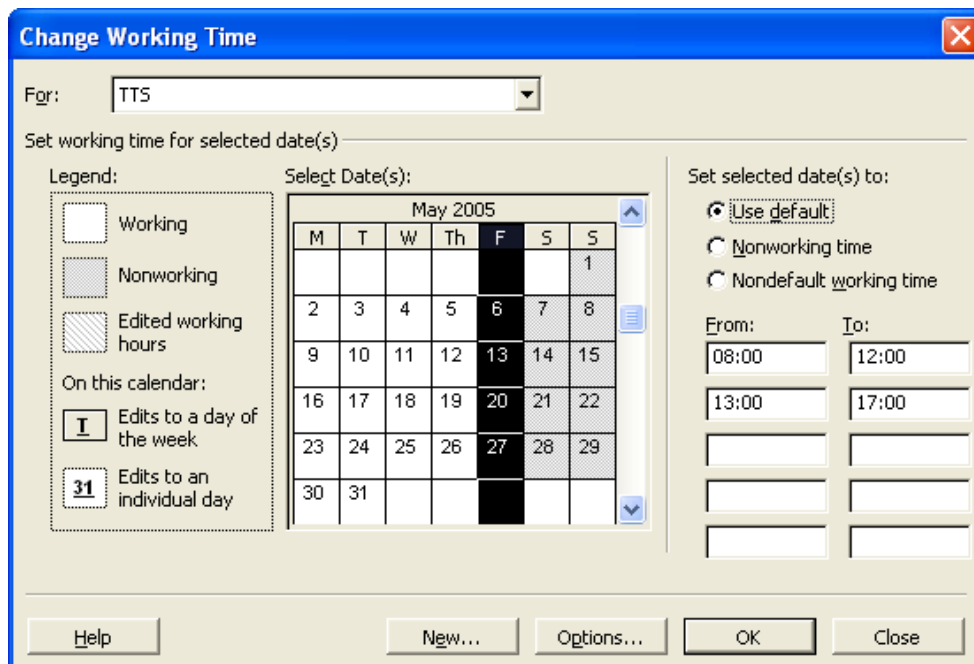 Change Working Time
For: TTS
Set working time for selected date(s)
Legend:
Working
Nonworking
Edited working
hours
On this calendar:
T Edits to a day of
the week
31 Edits to an
individual day
Select Date(s):
May 2005
M T W Th F S S
1
2 3 4 5 6 7 8
9 10 11 12 13 14 15
16 17 18 19 20 21 22
23 24 25 26 27 28 29
30 31
Set selected date(s) to:
Use default
Nonworking time
Nondefault working time
From: To:
08:00 12:00
13:00 17:00
Help New... Options... OK Close